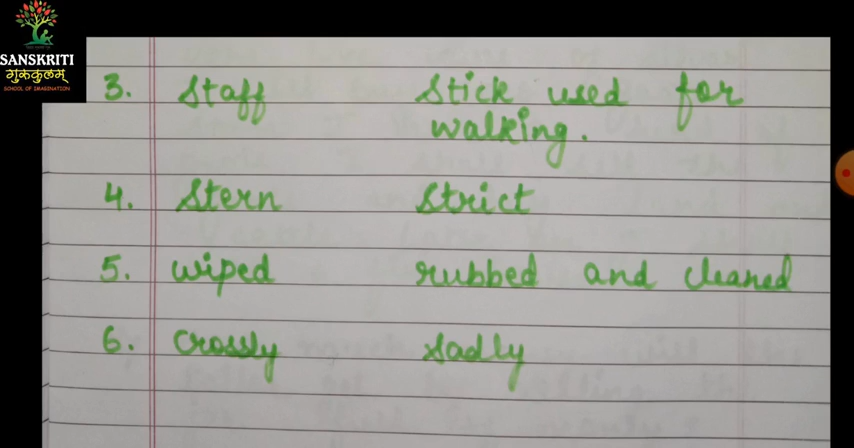 SANSKRITI
गुरुकुलम्
SCHOOL OF IMAGINATION
3. Staff Stick used for
walking.
4. Stern Strict
5. wiped rubbed and cleaned
6. Crossly Sadly